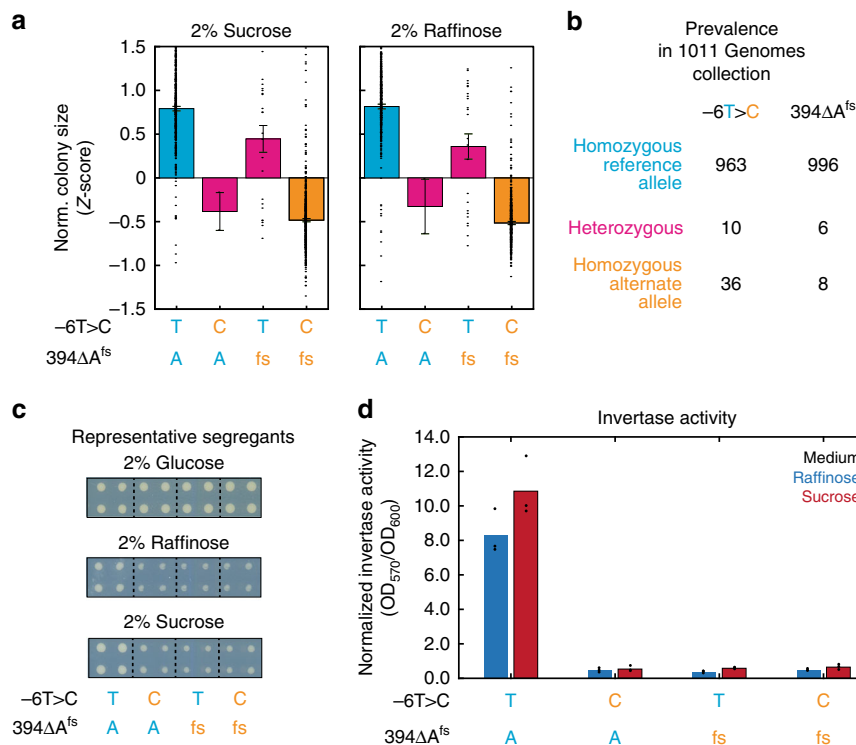 a
2% Sucrose
2% Raffinose
Norm. colony size
(Z-score)
1.5
1.0
0.5
0
−0.5
−1.0
−1.5
−6T>C
T C T C
T C T C
394ΔA^fs
A A fs fs
A A fs fs
b
Prevalence
in 1011 Genomes
collection
−6T>C
394ΔA^fs
Homozygous
reference
allele
963
996
Heterozygous
10
6
Homozygous
alternate
allele
36
8
c
Representative segregants
2% Glucose
2% Raffinose
2% Sucrose
−6T>C
T C T C
394ΔA^fs
A A fs fs
d
Invertase activity
Normalized invertase activity
(OD570/OD600)
14.0
12.0
10.0
8.0
6.0
4.0
2.0
0.0
Medium
Raffinose
Sucrose
−6T>C
T C T C
394ΔA^fs
A A fs fs